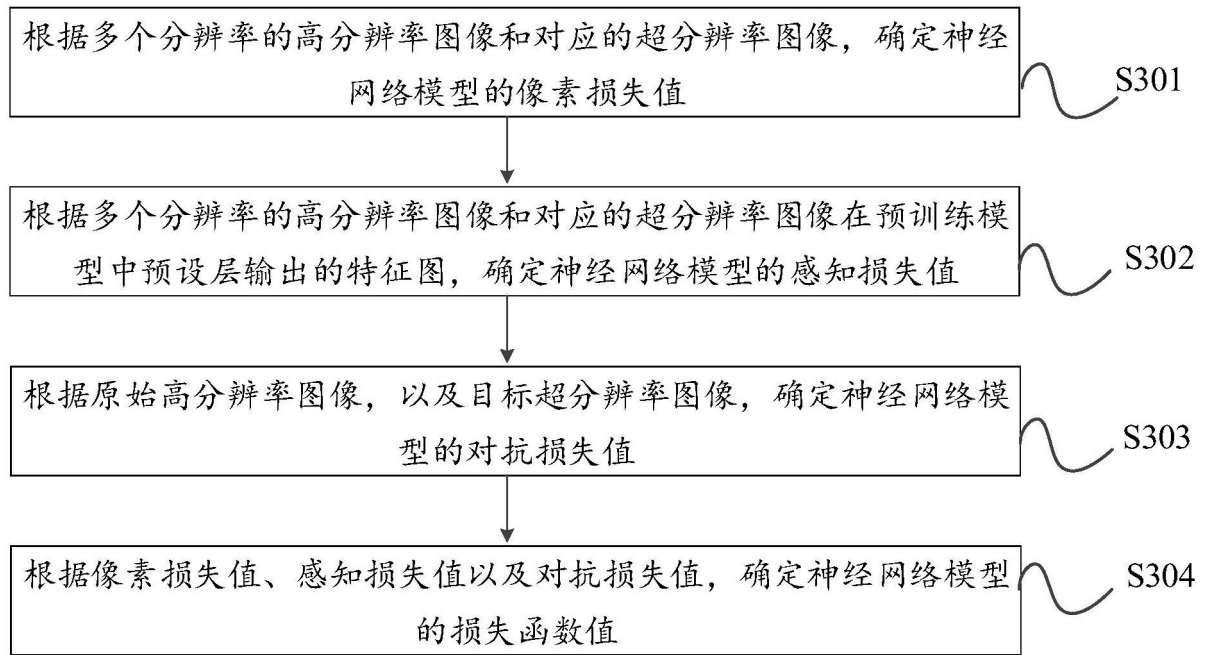 根据多个分辨率的高分辨率图像和对应的超分辨率图像，确定神经
网络模型的像素损失值
S301
根据多个分辨率的高分辨率图像和对应的超分辨率图像在预训练模
型中预设层输出的特征图，确定神经网络模型的感知损失值
S302
根据原始高分辨率图像，以及目标超分辨率图像，确定神经网络模
型的对抗损失值
S303
根据像素损失值、感知损失值以及对抗损失值，确定神经网络模型
的损失函数值
S304